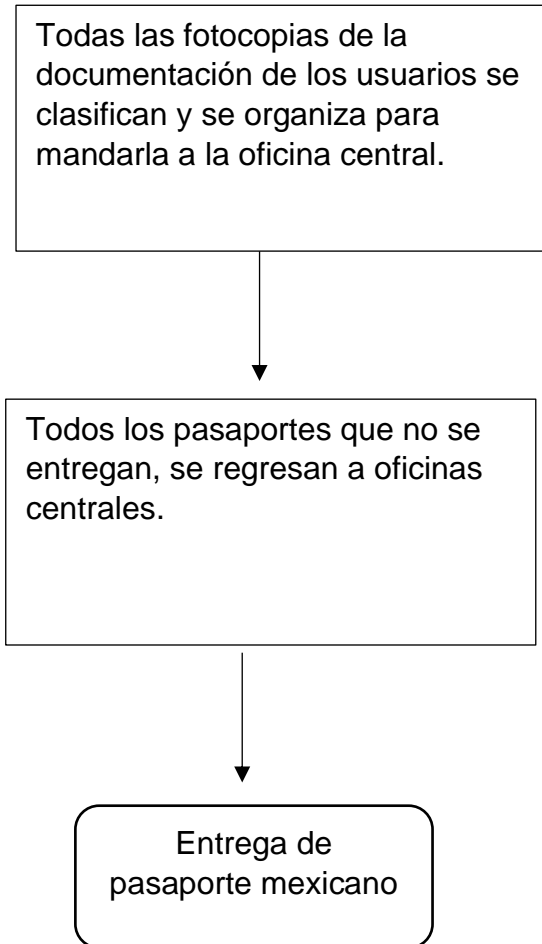 Todas las fotocopias de la
documentación de los usuarios se
clasifican y se organiza para
mandarla a la oficina central.
Todos los pasaportes que no se
entregan, se regresan a oficinas
centrales.
Entrega de
pasaporte mexicano